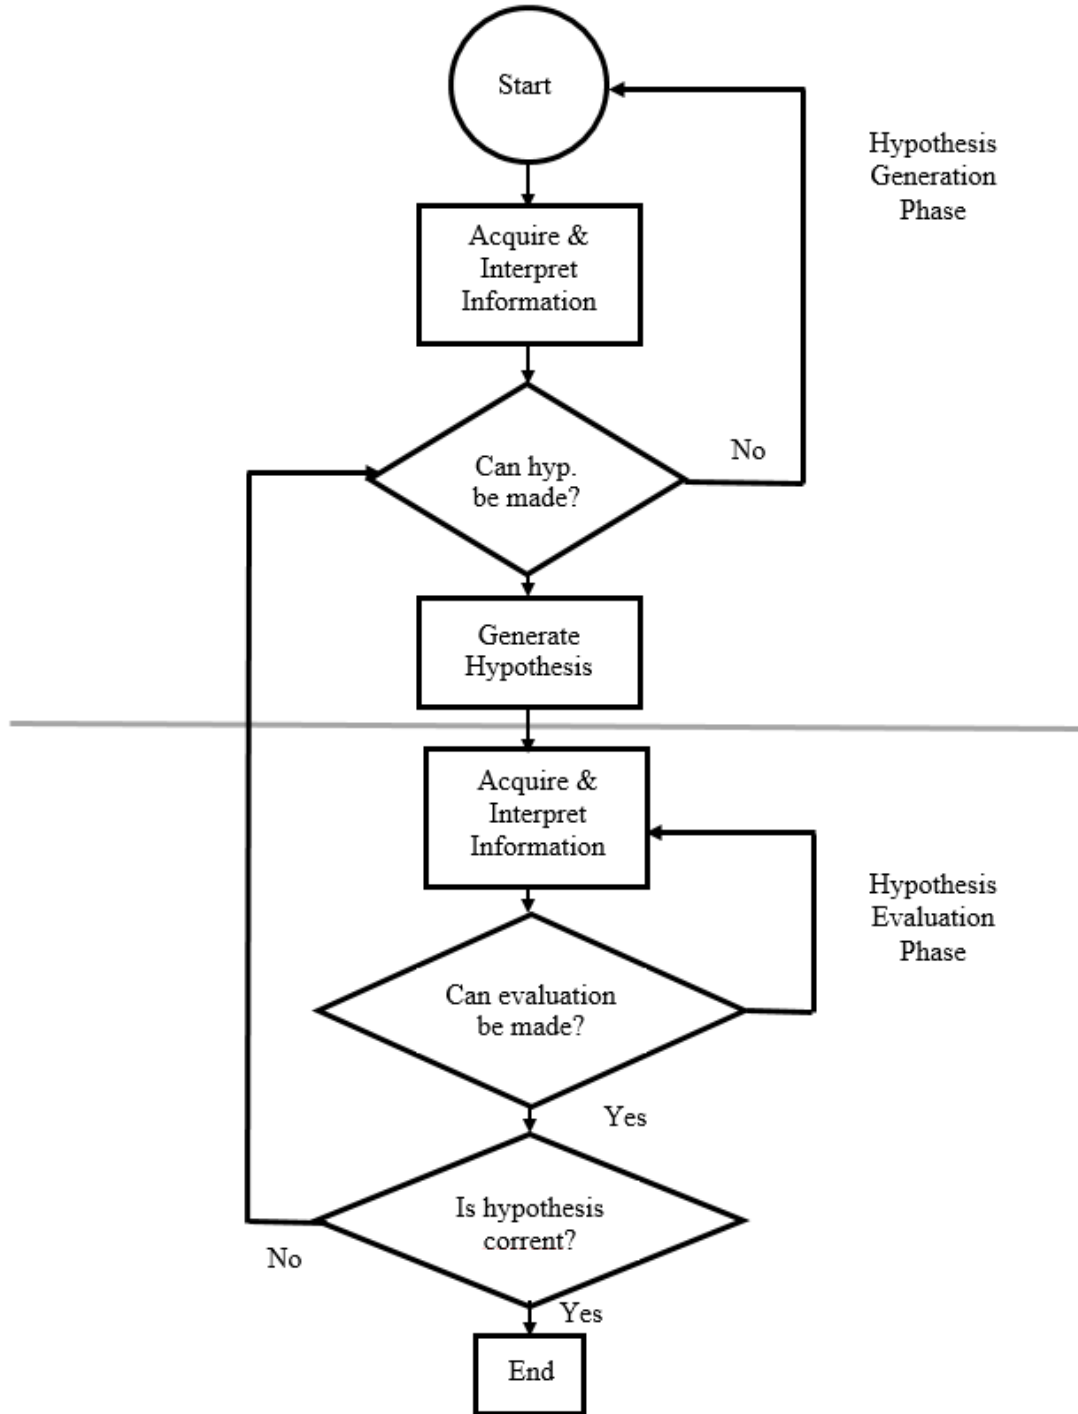 Start
Hypothesis
Generation
Phase
Acquire &
Interpret
Information
No
Can hyp.
be made?
Generate
Hypothesis
Acquire &
Interpret
Information
Hypothesis
Evaluation
Phase
Can evaluation
be made?
Yes
Is hypothesis
corrent?
No
Yes
End